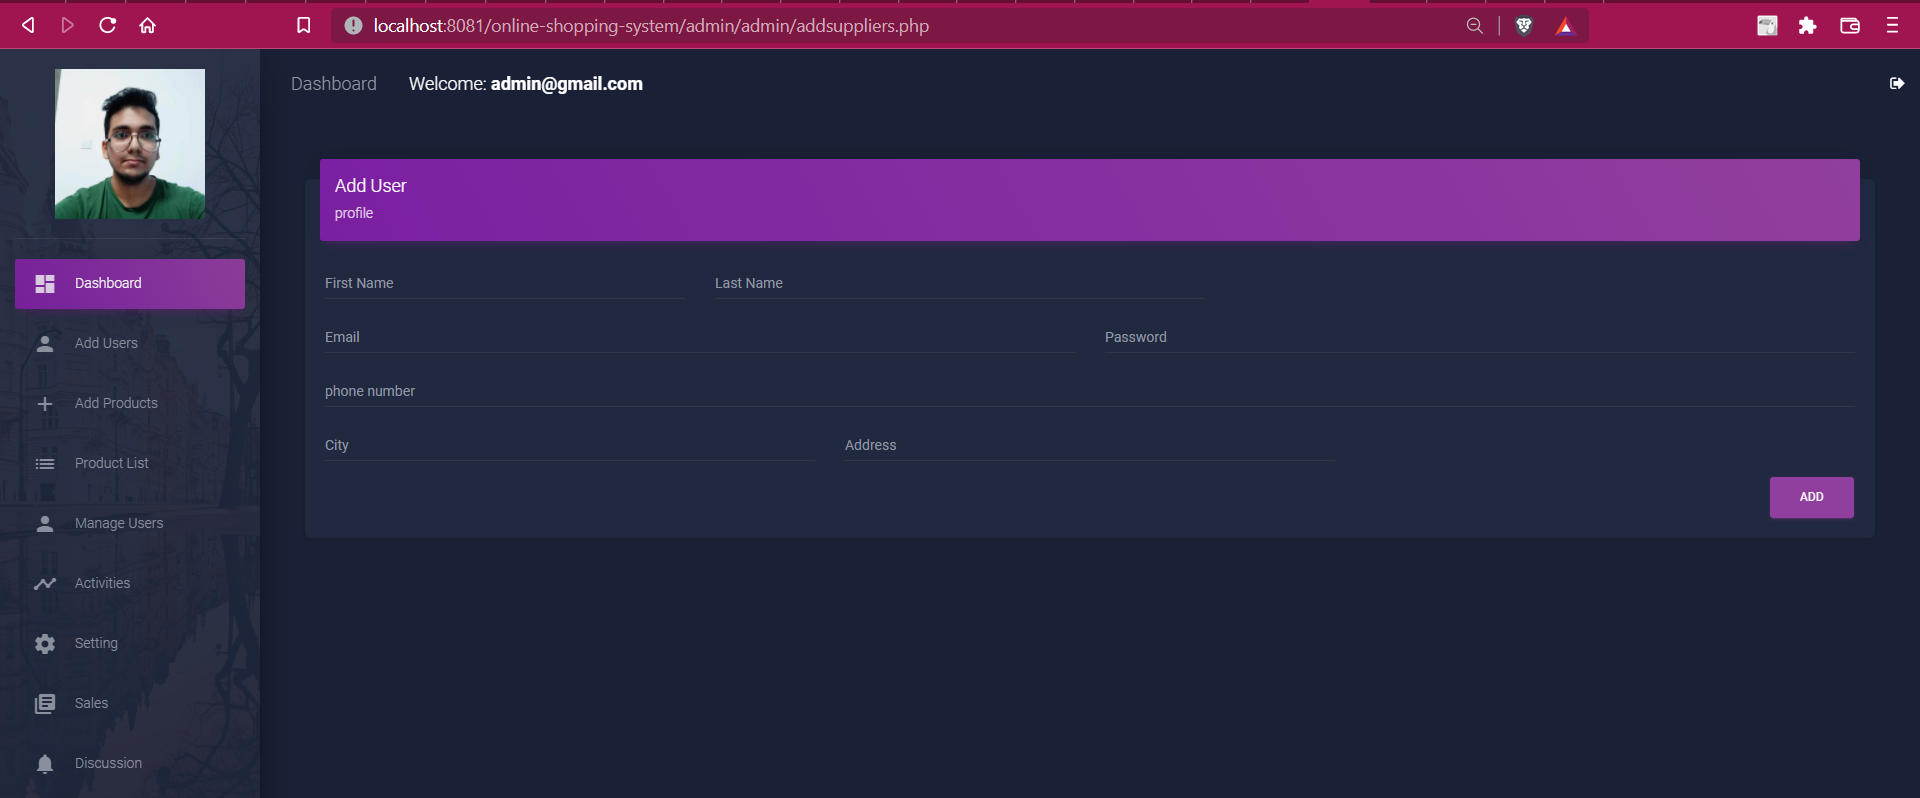 localhost:8081/online-shopping-system/admin/admin/addsuppliers.php
Dashboard Welcome: admin@gmail.com
Dashboard
Add Users
Add Products
Product List
Manage Users
Activities
Setting
Sales
Discussion
Add User
profile
First Name Last Name
Email Password
phone number
City Address
ADD